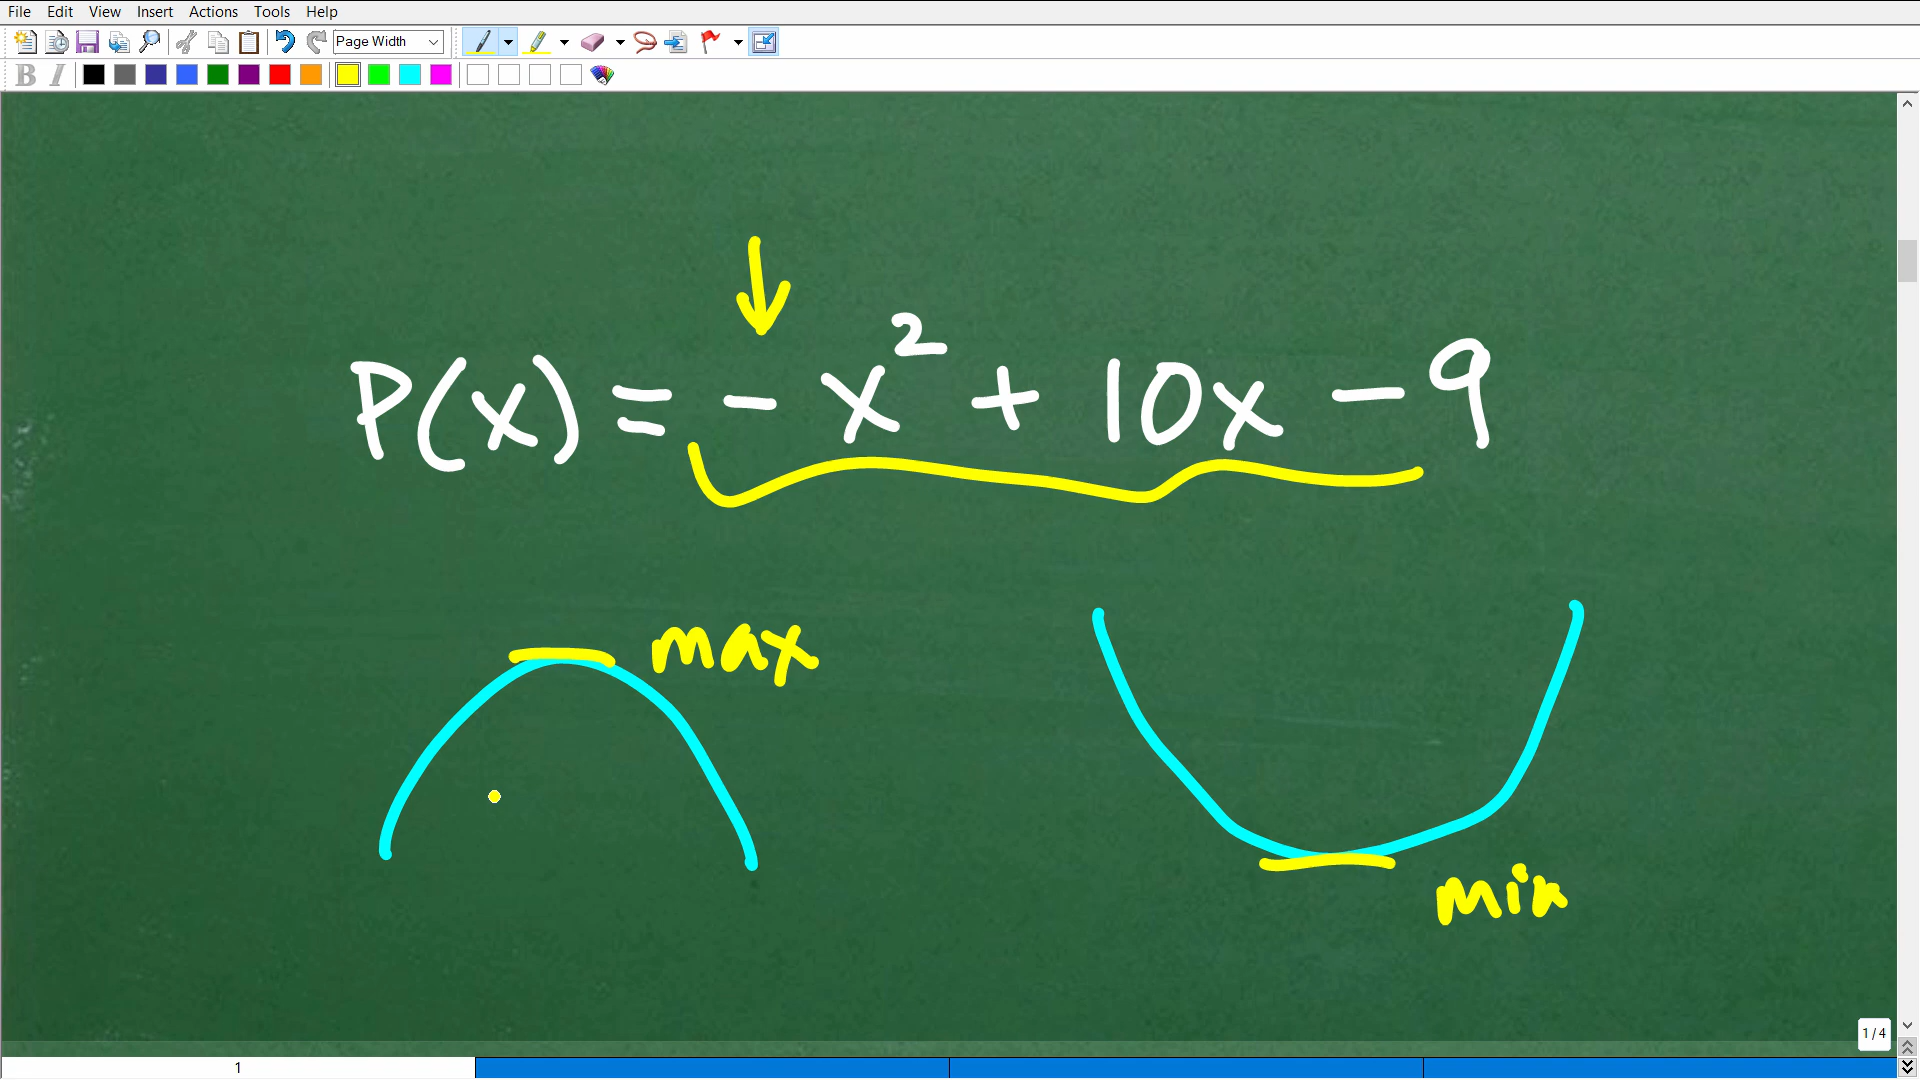 File Edit View Insert Actions Tools Help
Page Width
B I
P(x) = - x² + 10x - 9
max
min
1 / 4
1